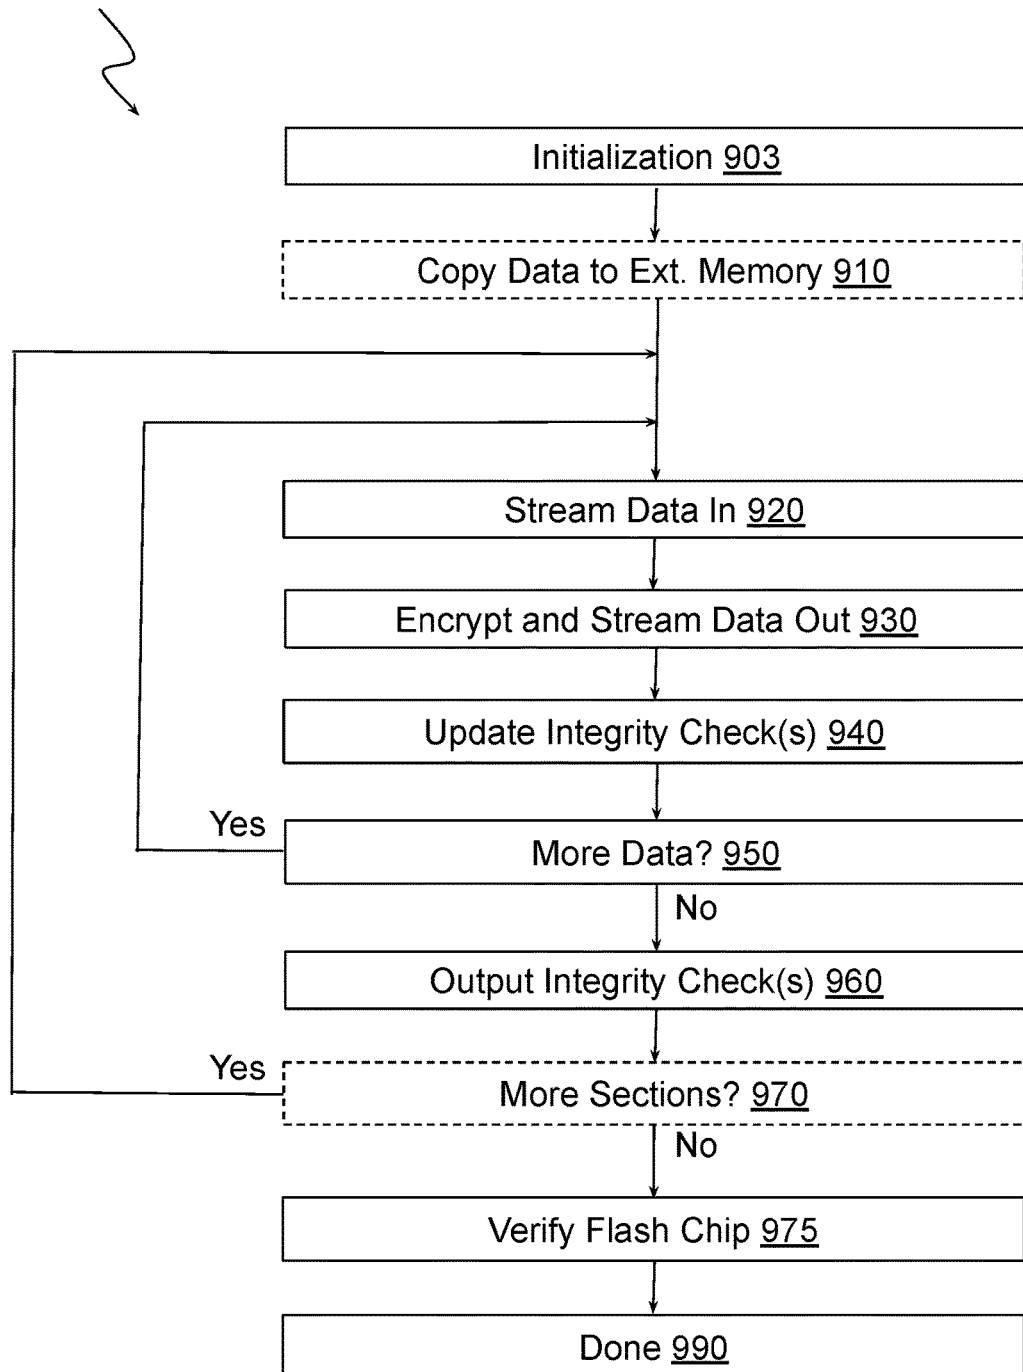 Initialization 903
Copy Data to Ext. Memory 910
Stream Data In 920
Encrypt and Stream Data Out 930
Update Integrity Check(s) 940
Yes
More Data? 950
No
Output Integrity Check(s) 960
Yes
More Sections? 970
No
Verify Flash Chip 975
Done 990